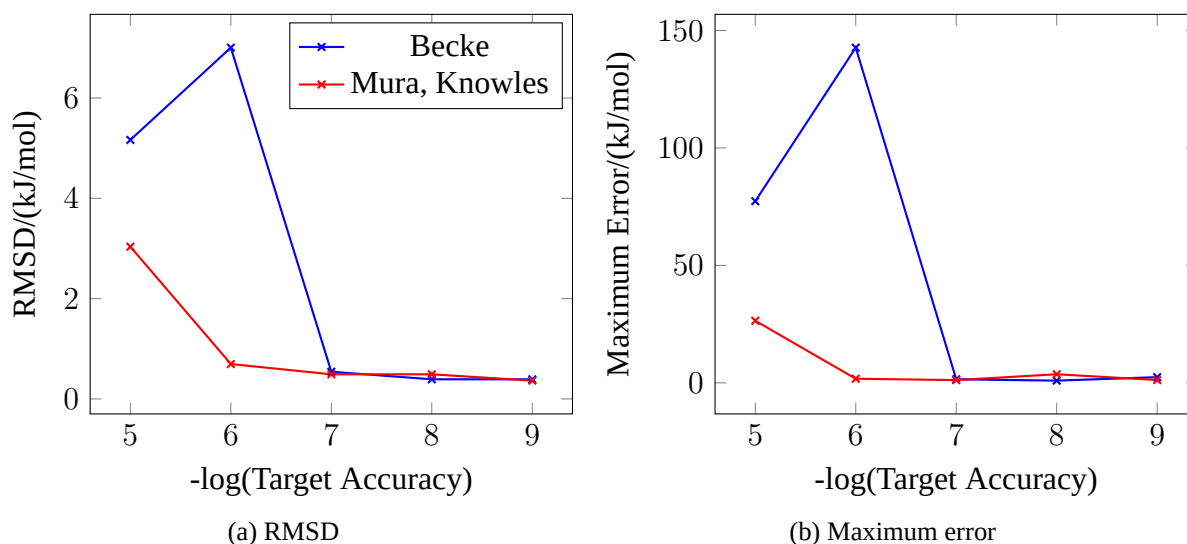 RMSD/(kJ/mol)
6
4
2
0
5 6 7 8 9
-log(Target Accuracy)
Becke
Mura, Knowles
(a) RMSD
Maximum Error/(kJ/mol)
150
100
50
0
5 6 7 8 9
-log(Target Accuracy)
(b) Maximum error